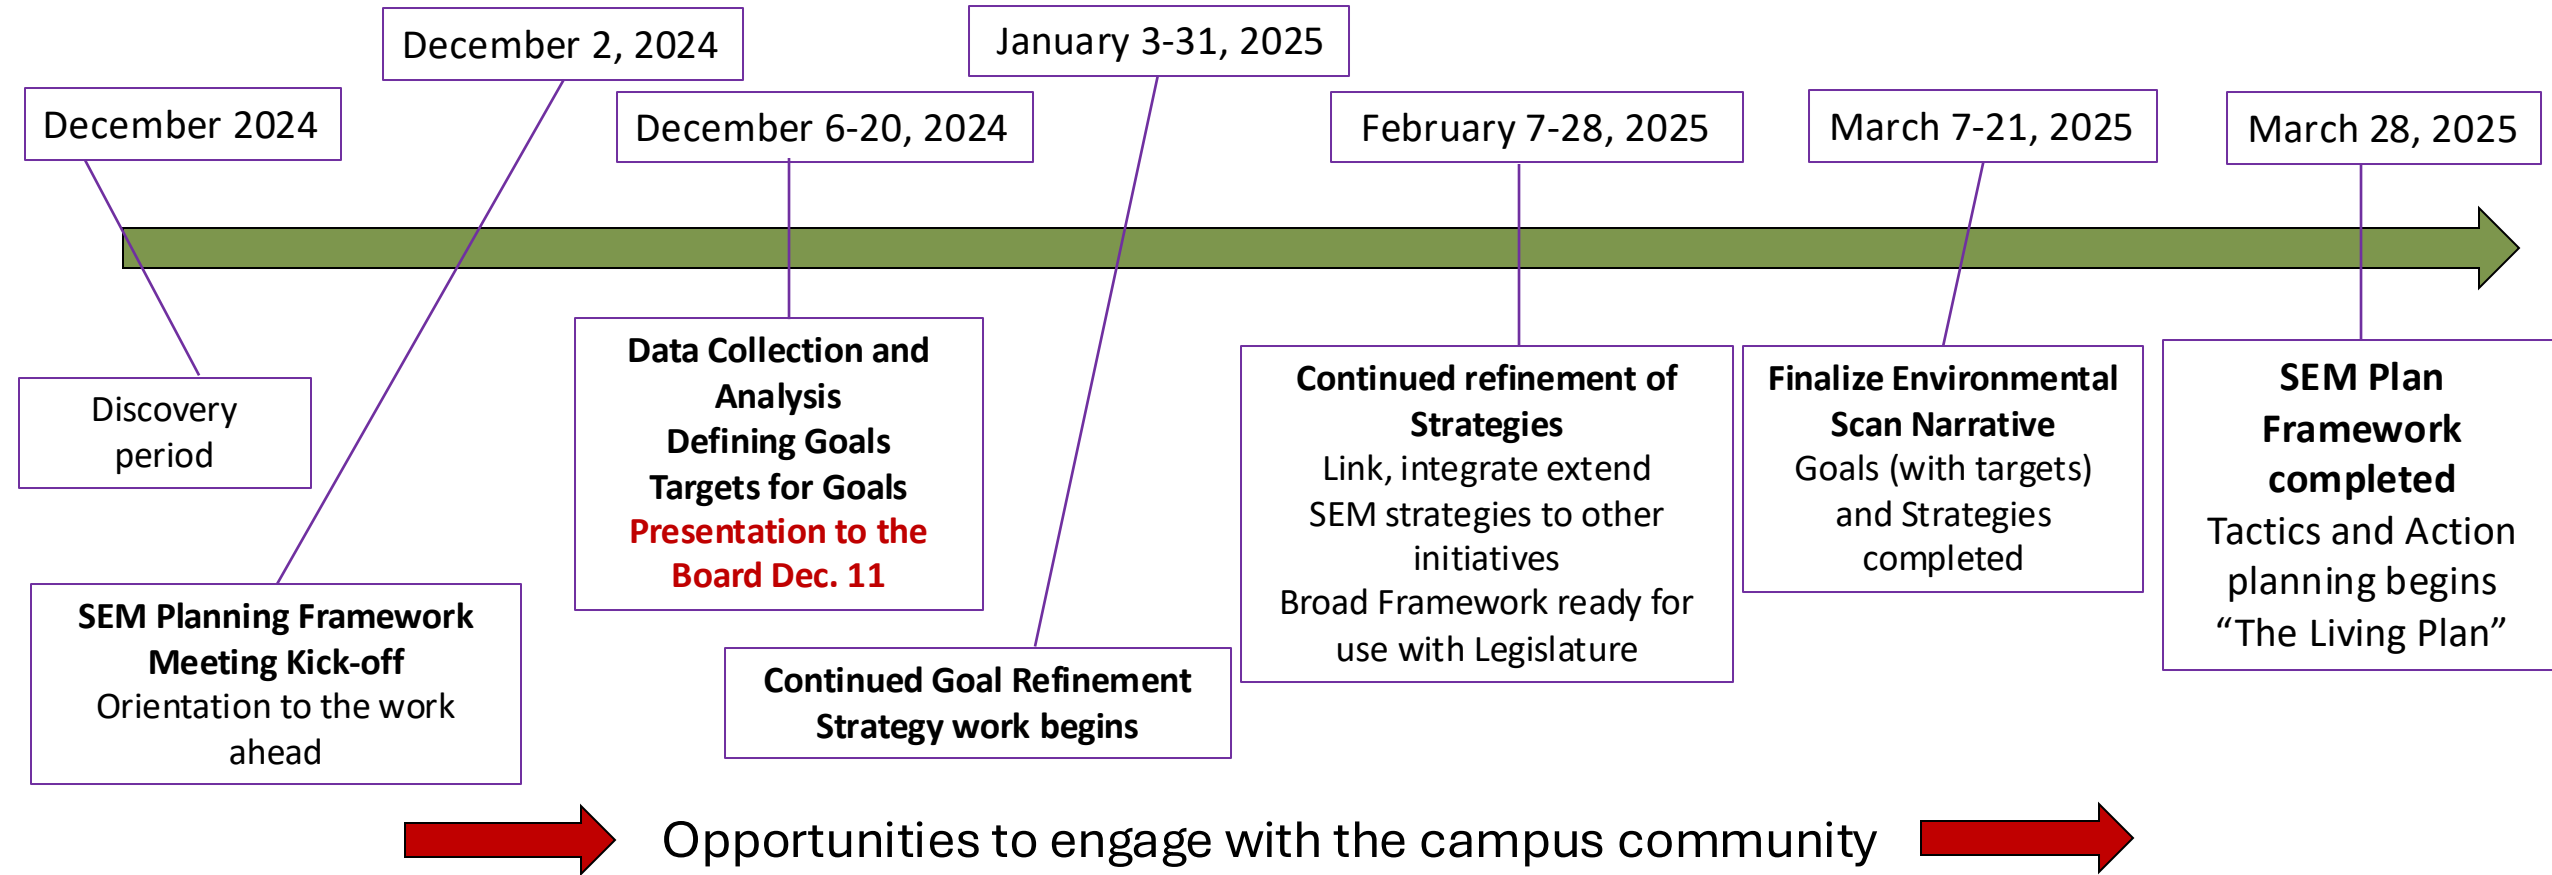 December 2, 2024
January 3-31, 2025
December 2024
December 6-20, 2024
February 7-28, 2025
March 7-21, 2025
March 28, 2025
Discovery
period
SEM Planning Framework
Meeting Kick-off
Orientation to the work
ahead
Data Collection and
Analysis
Defining Goals
Targets for Goals
Presentation to the
Board Dec. 11
Continued Goal Refinement
Strategy work begins
Continued refinement of
Strategies
Link, integrate extend
SEM strategies to other
initiatives
Broad Framework ready for
use with Legislature
Finalize Environmental
Scan Narrative
Goals (with targets)
and Strategies
completed
SEM Plan
Framework
completed
Tactics and Action
planning begins
“The Living Plan”
Opportunities to engage with the campus community